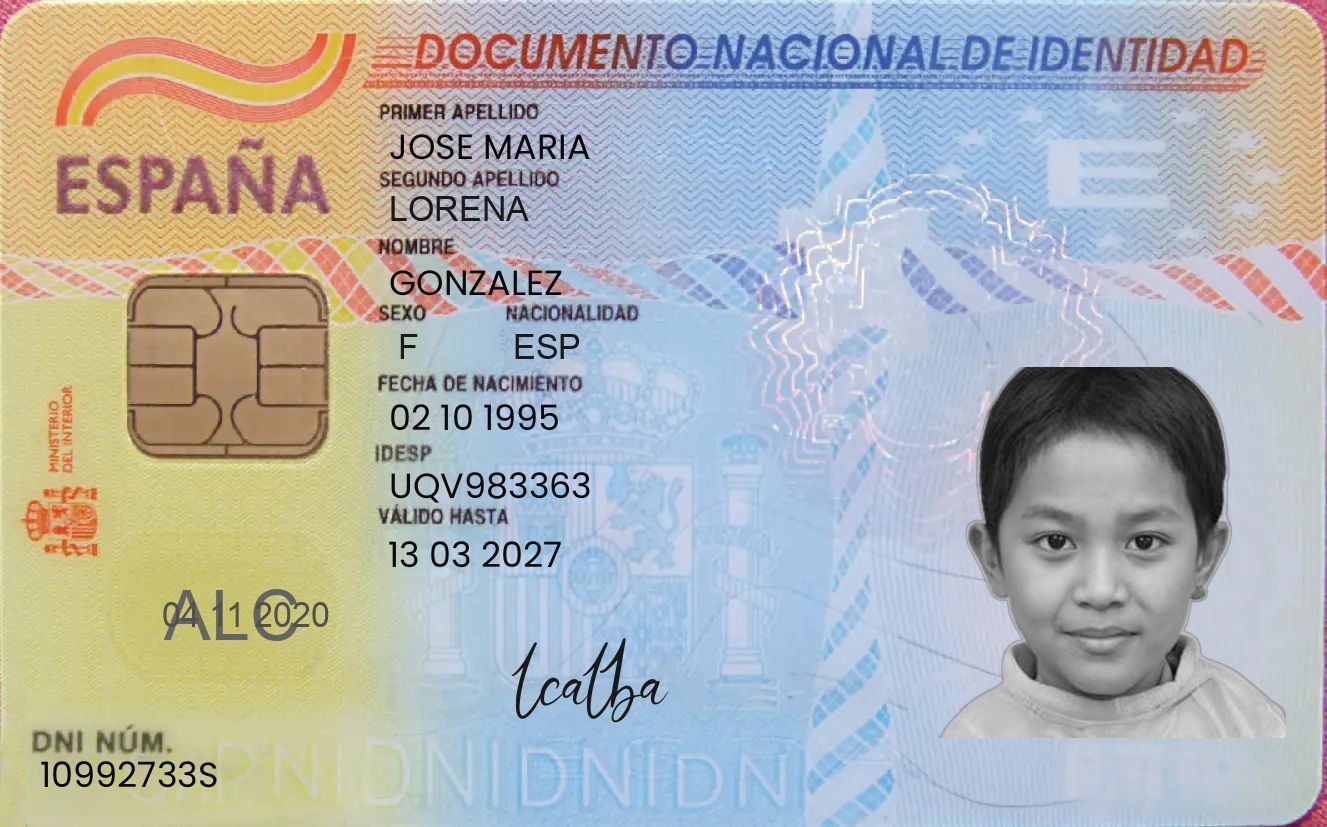 DOCUMENTO NACIONAL DE IDENTIDAD
ESPAÑA
PRIMER APELLIDO
JOSE MARIA
SEGUNDO APELLIDO
LORENA
NOMBRE
GONZALEZ
SEXO NACIONALIDAD
F ESP
FECHA DE NACIMIENTO
02 10 1995
IDESP
UQV983363
VÁLIDO HASTA
13 03 2027
MINISTERIO
DEL INTERIOR
E
ALC
04 11 2020
lcalba
DNI NÚM.
10992733S
DNIDNIDNIDNI